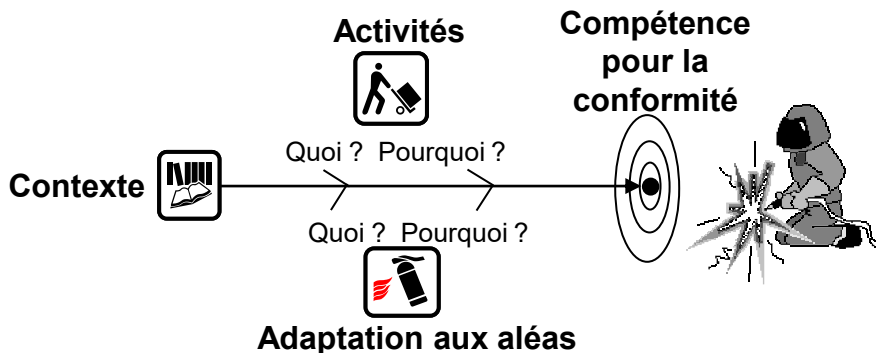 Activités
Compétence
pour la
conformité
Quoi ? Pourquoi ?
Contexte
Quoi ? Pourquoi ?
Adaptation aux aléas